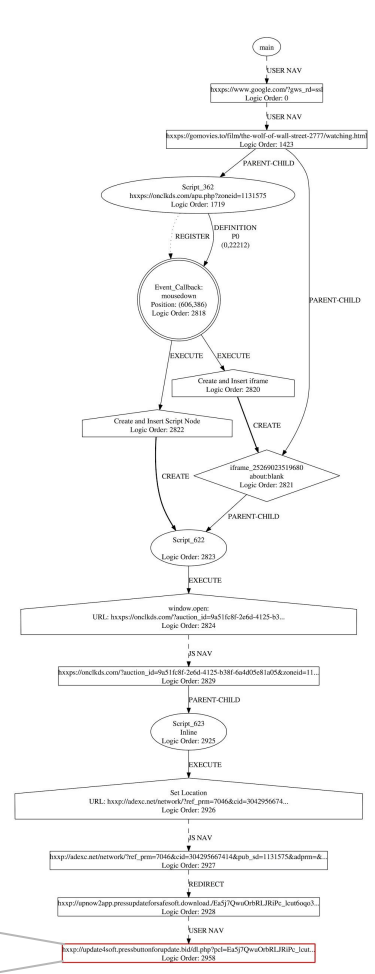 main
USER NAV
hxxps://www.google.com/?gws_rd=ssl
Logic Order: 0
USER NAV
hxxps://gomovies.to/film/the-wolf-of-wall-street-2777/watching.html
Logic Order: 1423
PARENT-CHILD
Script_362
hxxps://onclkds.com/apu.php?zoneid=1131575
Logic Order: 1719
REGISTER
DEFINITION
P0
(0,22212)
PARENT-CHILD
Event_Callback:
mousedown
Position: (606,386)
Logic Order: 2818
EXECUTE
EXECUTE
Create and Insert iframe
Logic Order: 2820
Create and Insert Script Node
Logic Order: 2822
CREATE
CREATE
iframe_25269023519680
about:blank
Logic Order: 2821
PARENT-CHILD
Script_622
Logic Order: 2823
EXECUTE
window.open:
URL: hxxps://onclkds.com/?auction_id=9a51fc8f-2e6d-4125-b3...
Logic Order: 2824
JS NAV
hxxps://onclkds.com/?auction_id=9a51fc8f-2e6d-4125-b38f-6a4d05e81a05&zoneid=11...
Logic Order: 2829
PARENT-CHILD
Script_623
Inline
Logic Order: 2925
EXECUTE
Set Location
URL: hxxp://adexc.net/network/?ref_prm=7046&cid=3042956674...
Logic Order: 2926
JS NAV
hxxp://adexc.net/network/?ref_prm=7046&cid=304295667414&pub_sd=1131575&adprm=&...
Logic Order: 2927
REDIRECT
hxxp://upnow2app.pressupdateforsafesoft.download./Ea5j7QwuOrbRLJRiPc_lcut6oqo3...
Logic Order: 2928
USER NAV
hxxp://update4soft.pressbuttonforupdate.bid/dl.php?pcl=Ea5j7QwuOrbRLJRiPc_lcut...
Logic Order: 2958